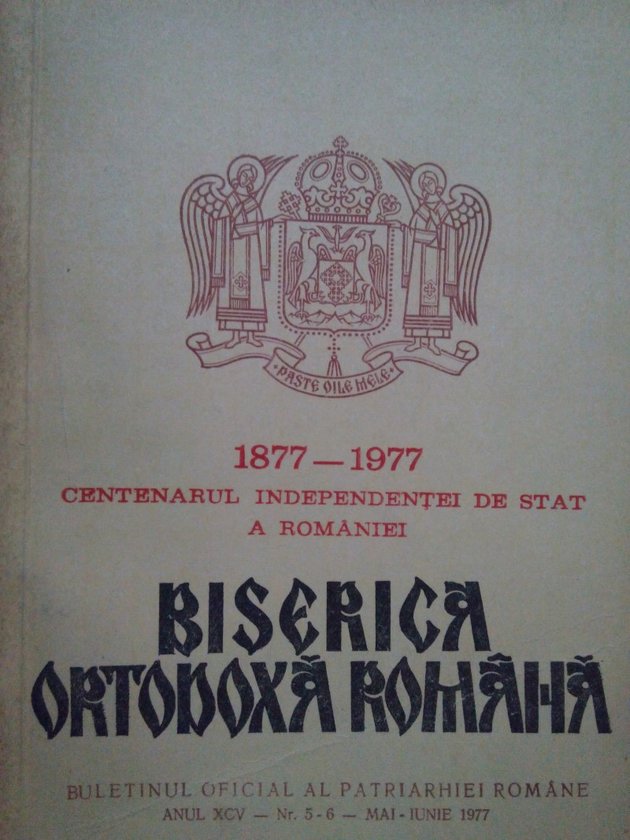 PASTE OILE MELE
1877 — 1977
CENTENARUL INDEPENDENȚEI DE STAT
A ROMÂNIEI
BISERICA
ORTODOXĂ ROMÂNĂ
BULETINUL OFICIAL AL PATRIARHIEI ROMÂNE
ANUL XCV — Nr. 5-6 — MAI-IUNIE 1977